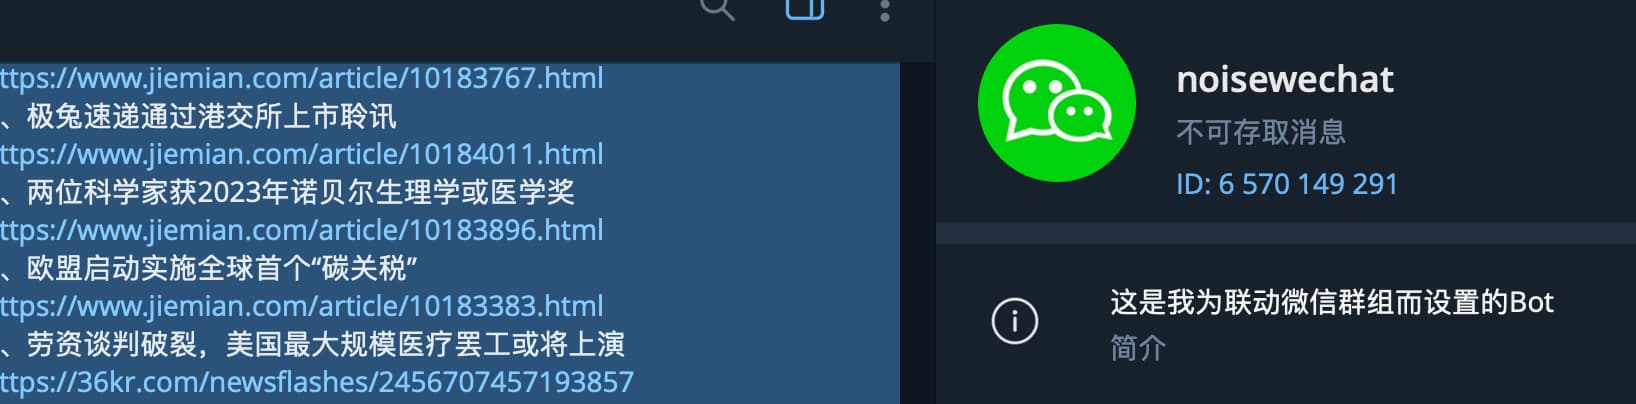 ttps://www.jiemian.com/article/10183767.html
、极兔速递通过港交所上市聆讯
ttps://www.jiemian.com/article/10184011.html
、两位科学家获2023年诺贝尔生理学或医学奖
ttps://www.jiemian.com/article/10183896.html
、欧盟启动实施全球首个“碳关税”
ttps://www.jiemian.com/article/10183383.html
、劳资谈判破裂，美国最大规模医疗罢工或将上演
ttps://36kr.com/newsflashes/2456707457193857
noisewechat
不可存取消息
ID: 6 570 149 291
这是我为联动微信群组而设置的Bot
简介